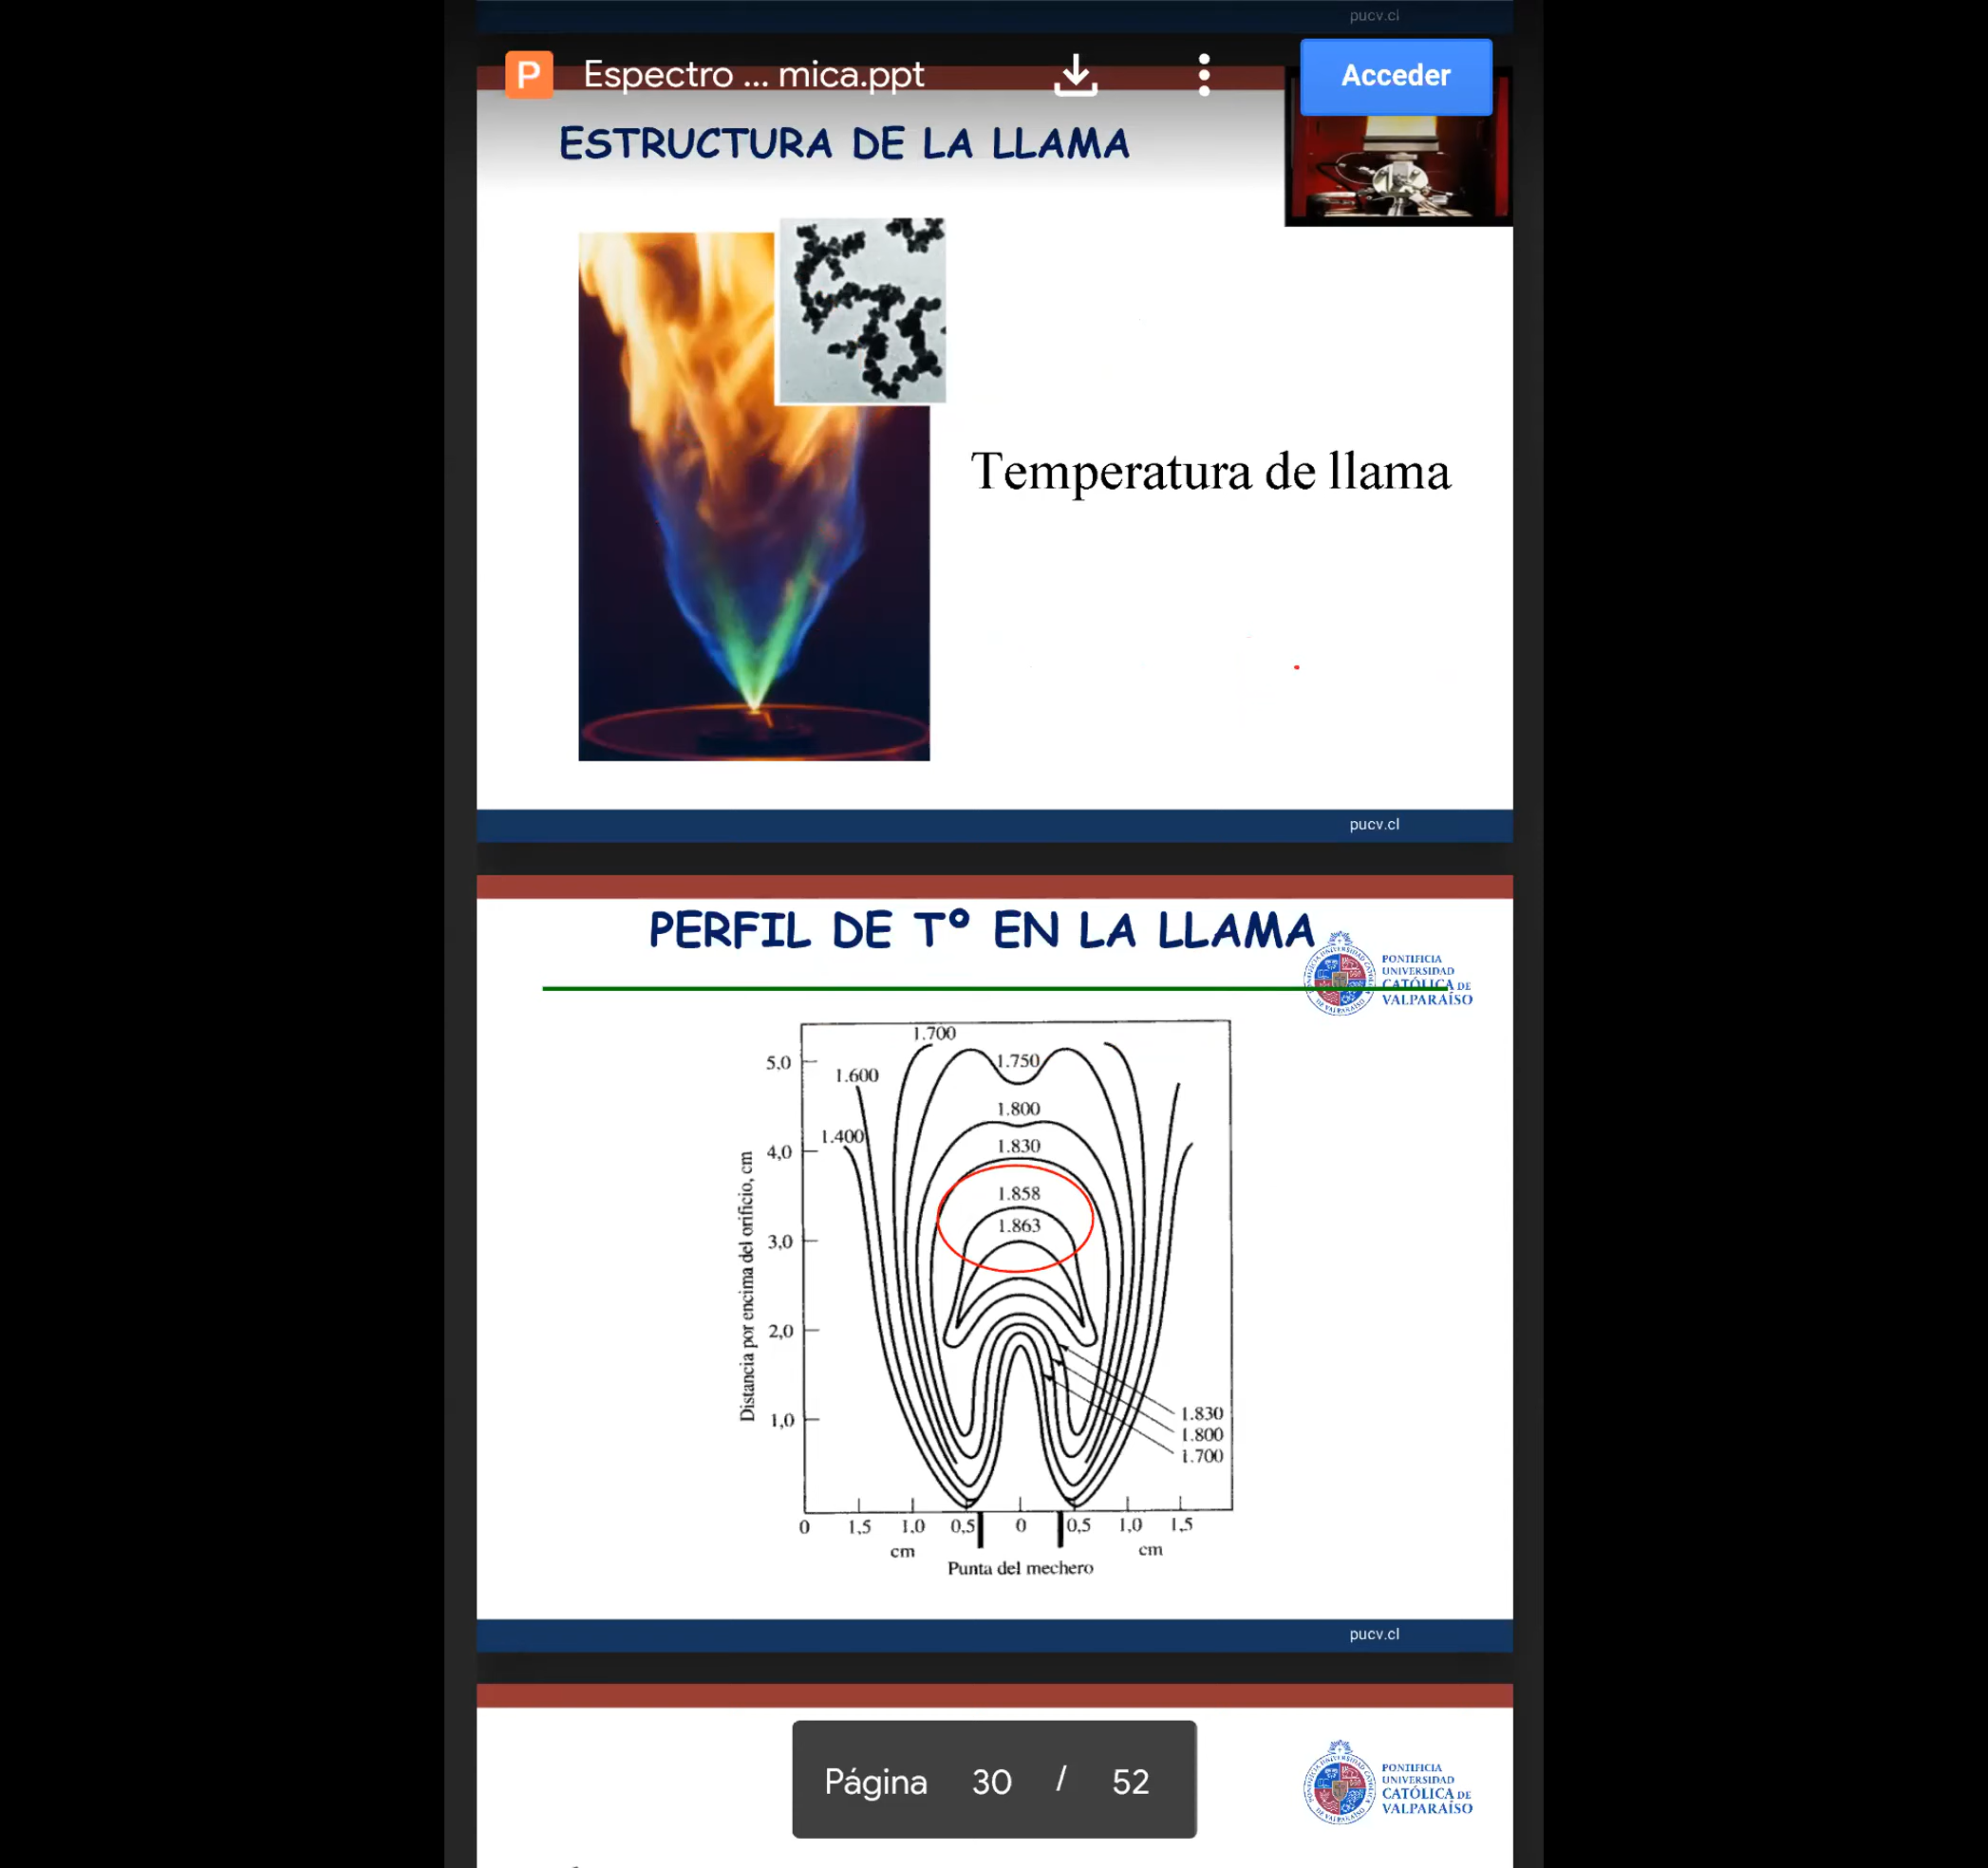 pucv.cl
P Espectro ... mica.ppt
Acceder
ESTRUCTURA DE LA LLAMA
Temperatura de llama
pucv.cl
PERFIL DE Tº EN LA LLAMA
PONTIFICIA
UNIVERSIDAD
CATÓLICA DE
VALPARAÍSO
1.700
5,0
1.750
1.600
1.800
1.400
1.830
4,0
1.858
1.863
3,0
Distancia por encima del orificio, cm
2,0
1,0
1.830
1.800
1.700
0 1,5 1,0 0,5 0 0,5 1,0 1,5
cm cm
Punta del mechero
pucv.cl
Página 30 / 52
PONTIFICIA
UNIVERSIDAD
CATÓLICA DE
VALPARAÍSO